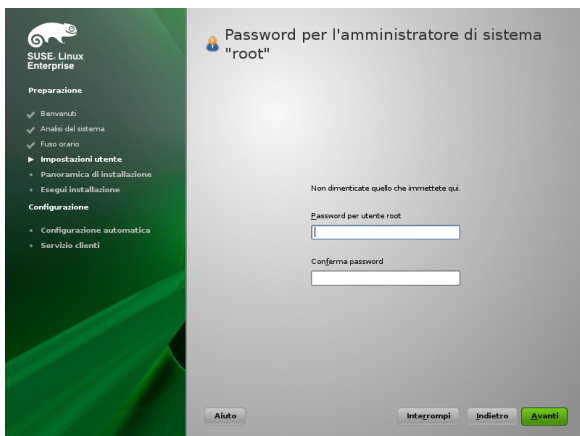 SUSE. Linux
Enterprise
Preparazione
Benvenuti
Analisi del sistema
Fuso orario
Impostazioni utente
Panoramica di installazione
Esegui installazione
Configurazione
Configurazione automatica
Servizio clienti
Password per l'amministratore di sistema
"root"
Non dimenticate quello che immettete qui.
Password per utente root
Conferma password
Aiuto
Interrompi
Indietro
Avanti